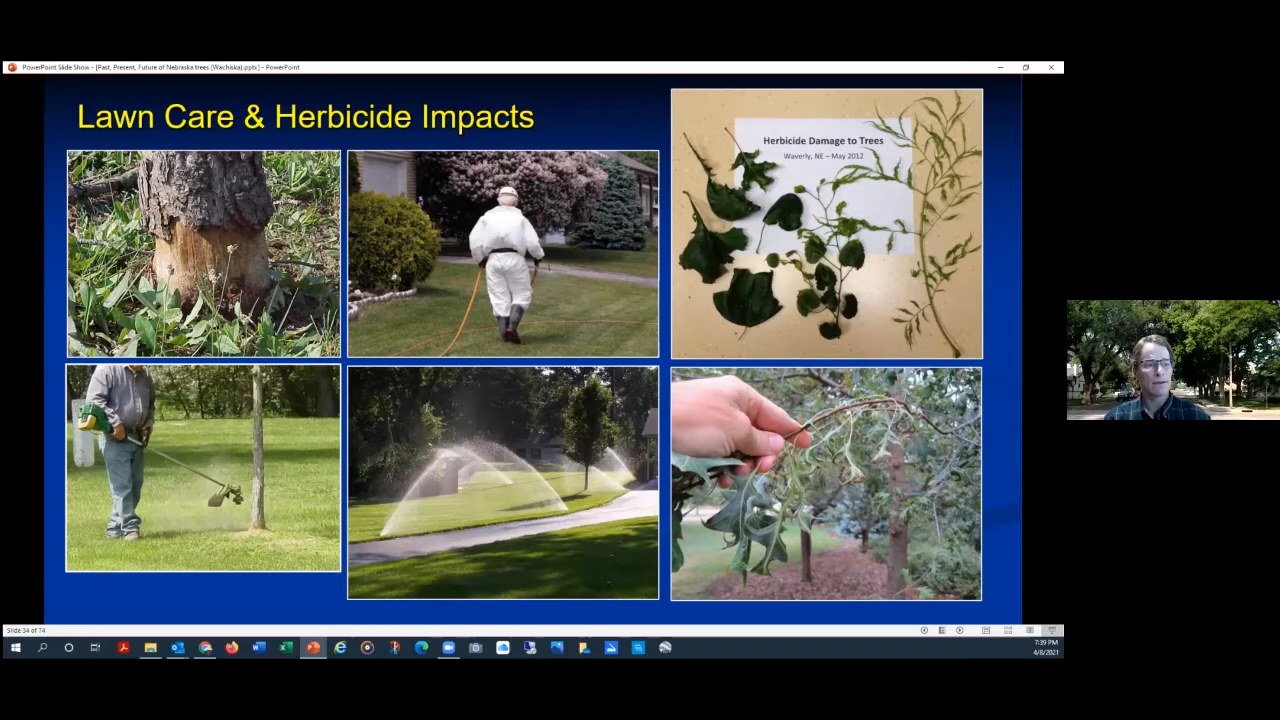 PowerPoint Slide Show - [Past, Present, Future of Nebraska trees (Wachiska).pptx] - PowerPoint
Lawn Care & Herbicide Impacts
Herbicide Damage to Trees
Waverly, NE – May 2012
Slide 34 of 74
7:39 PM
4/8/2021